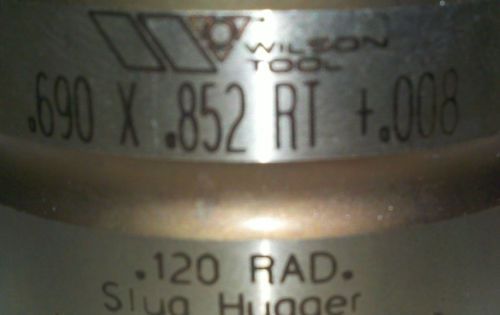 WILSON
TOOL
.690 X .852 RT +.008
.120 RAD.
Slug Hugger